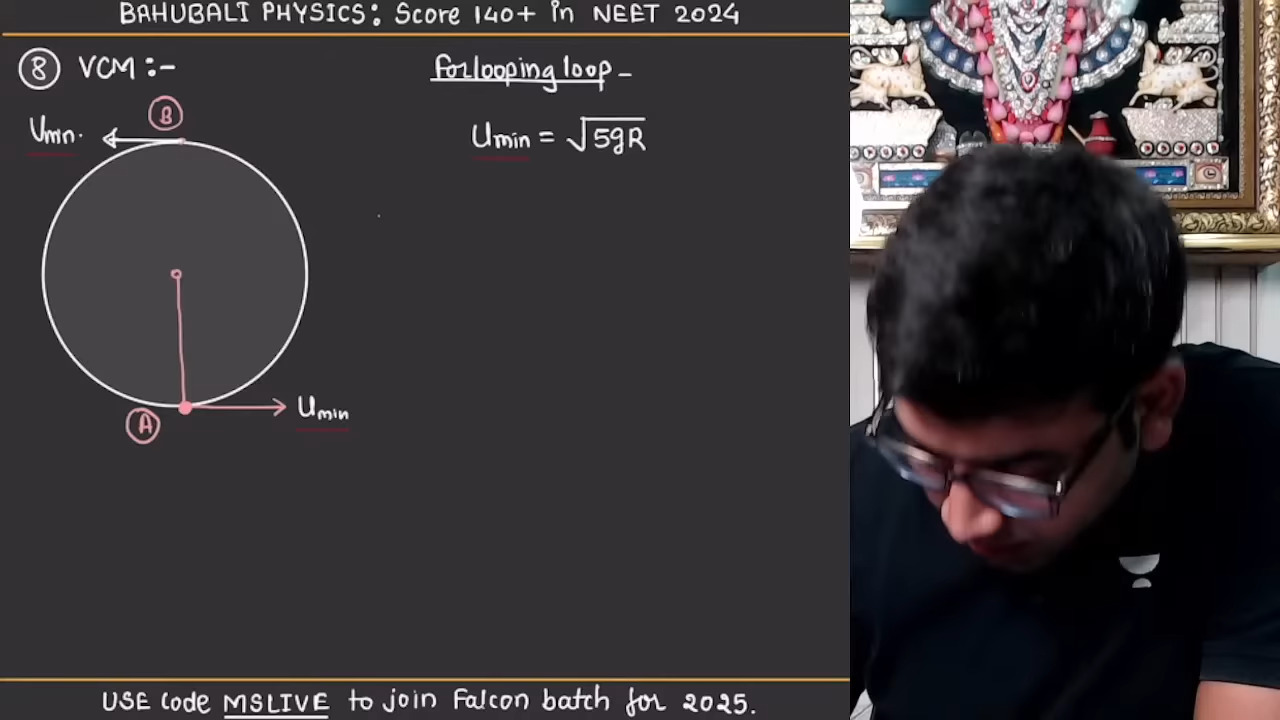 BAHUBALI PHYSICS: Score 140+ in NEET 2024
⑧ VCM :-
For looping loop -
B
Umin.
Umin = √5gR
A
Umin
USE Code MSLIVE to join Falcon batch for 2025.